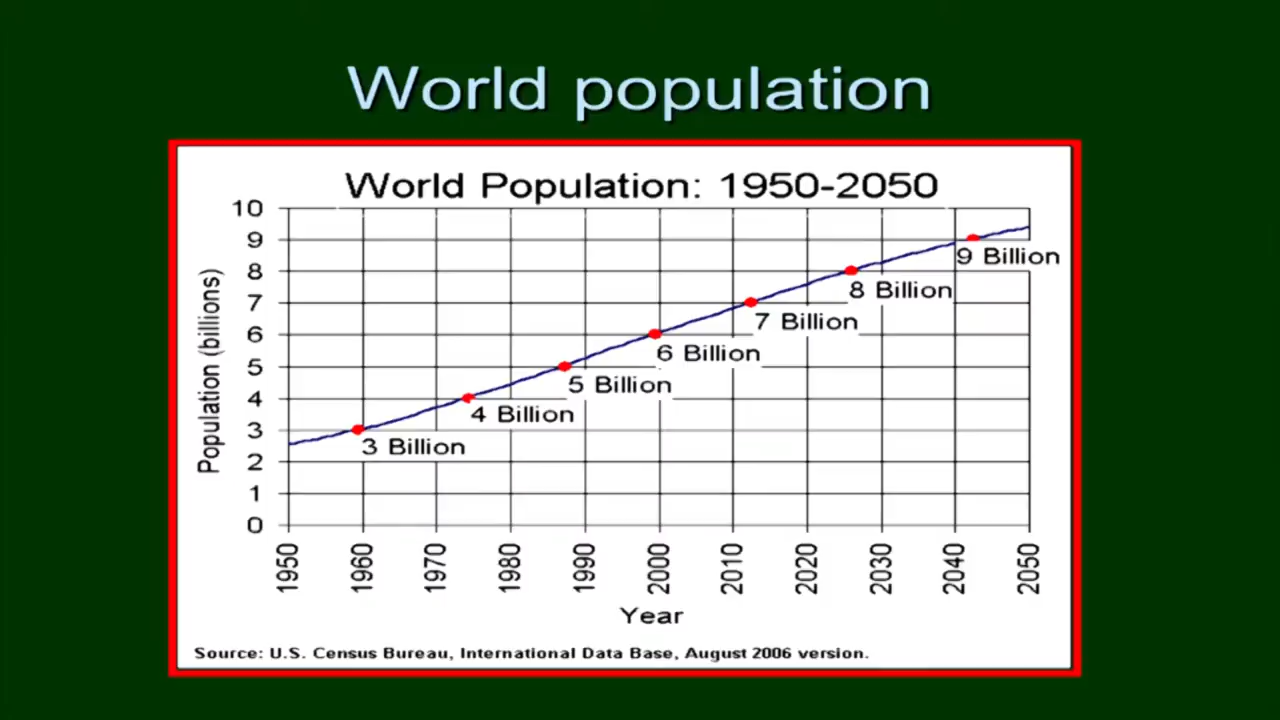 World population
World Population: 1950-2050
10
9
8
7
6
5
4
3
2
1
0
Population (billions)
3 Billion
4 Billion
5 Billion
6 Billion
7 Billion
8 Billion
9 Billion
1950 1960 1970 1980 1990 2000 2010 2020 2030 2040 2050
Year
Source: U.S. Census Bureau, International Data Base, August 2006 version.